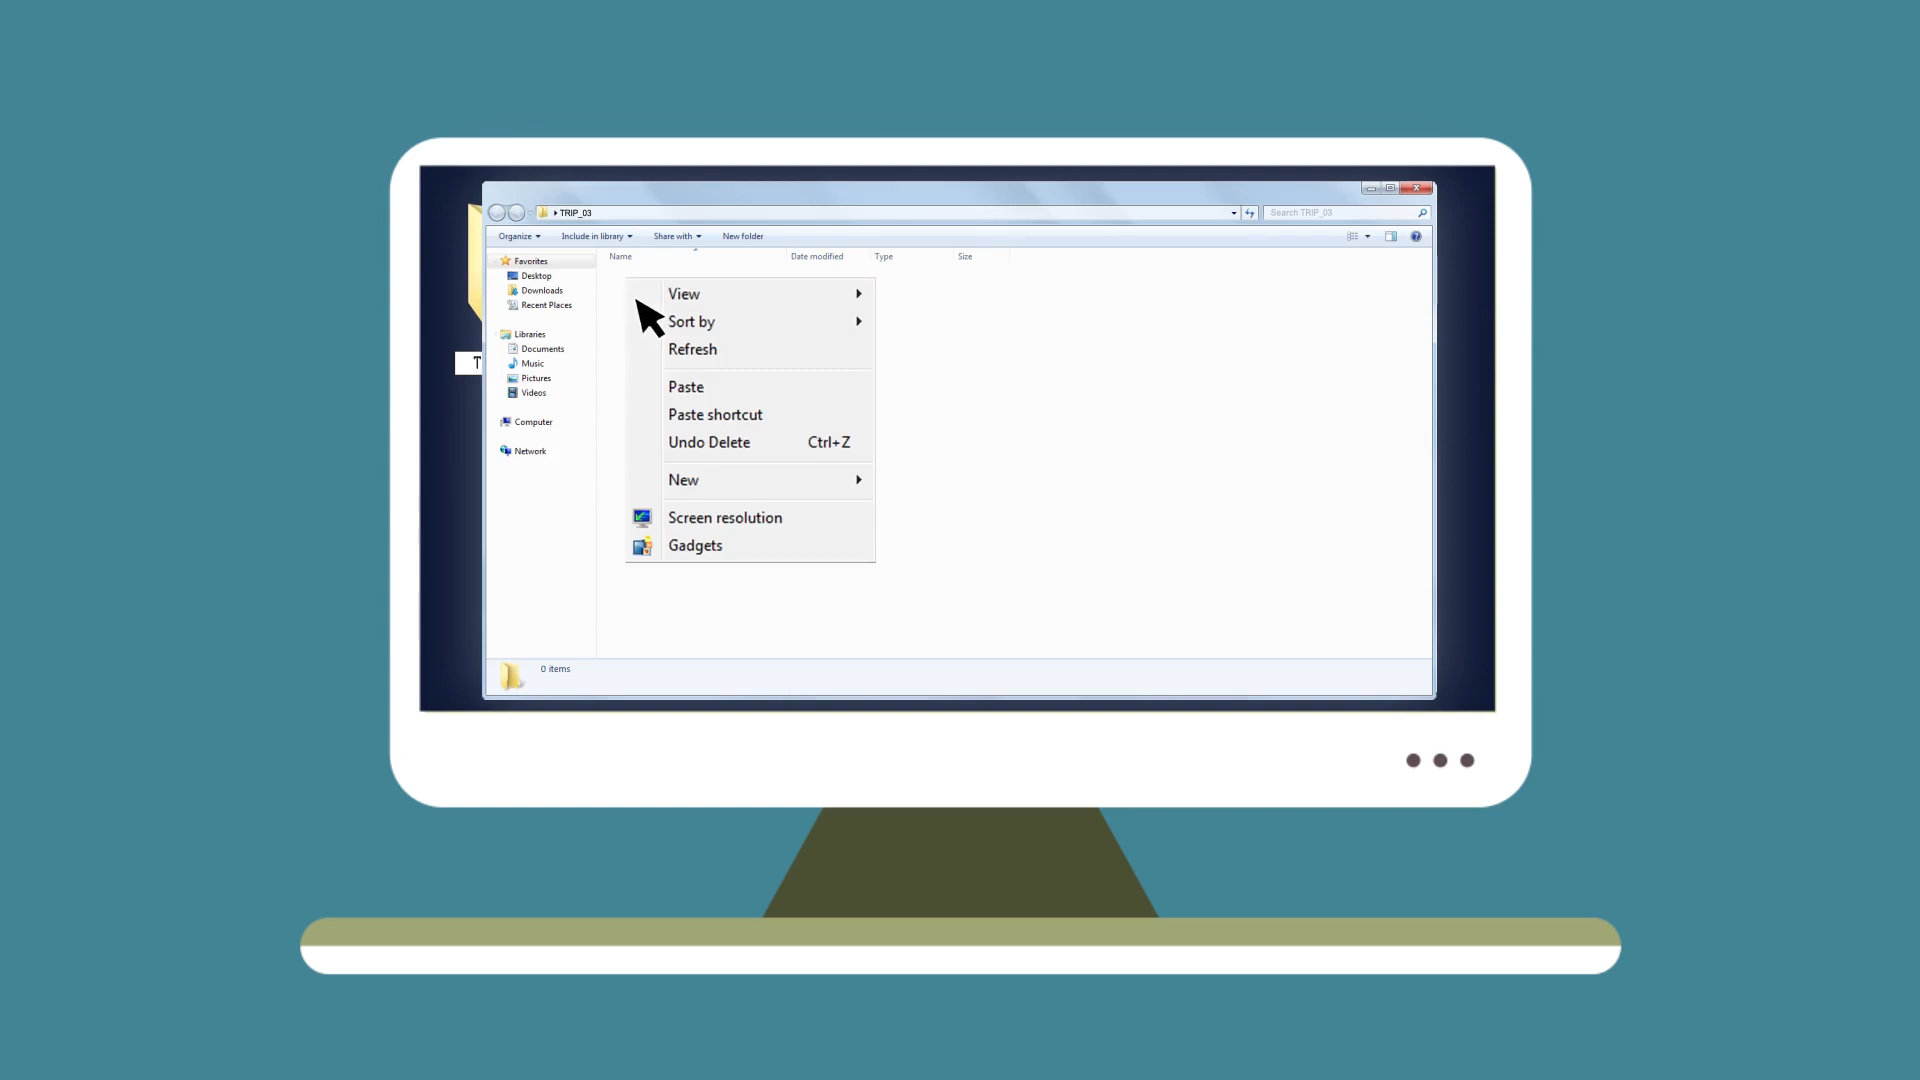 TRIP_03
Search TRIP_03
Organize Include in library Share with New folder
Name Date modified Type Size
Favorites
Desktop
Downloads
Recent Places
Libraries
Documents
Music
Pictures
Videos
Computer
Network
T
View
Sort by
Refresh
Paste
Paste shortcut
Undo Delete Ctrl+Z
New
Screen resolution
Gadgets
0 items